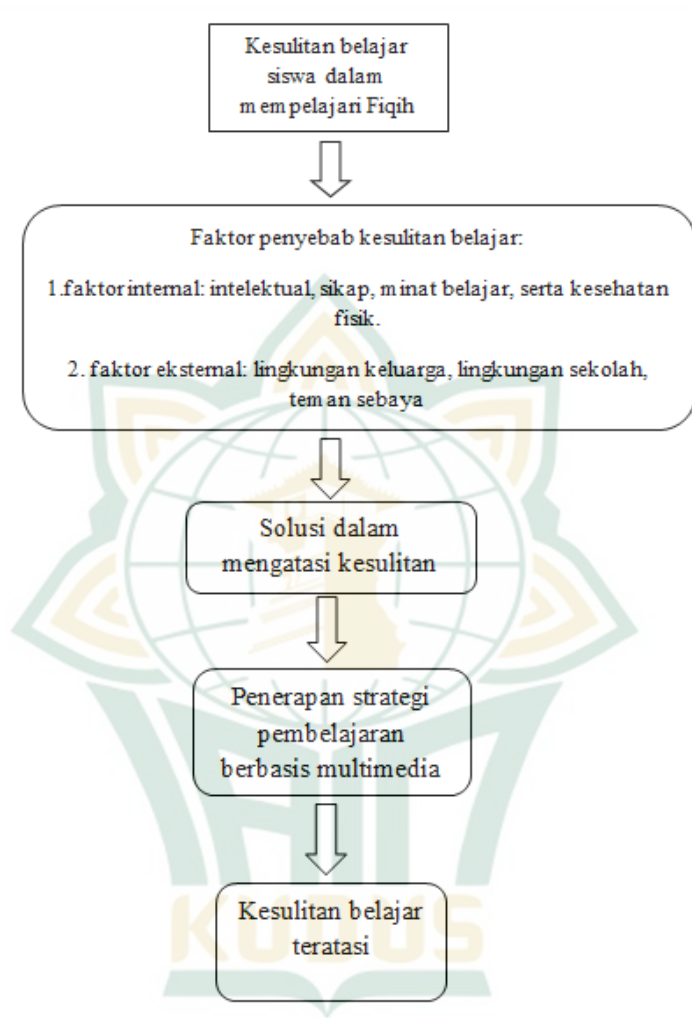 Kesulitan belajar
siswa dalam
mempelajari Fiqih
Faktor penyebab kesulitan belajar:
1.faktor internal: intelektual, sikap, minat belajar, serta kesehatan
fisik.
2. faktor eksternal: lingkungan keluarga, lingkungan sekolah,
teman sebaya
Solusi dalam
mengatasi kesulitan
Penerapan strategi
pembelajaran
berbasis multimedia
Kesulitan belajar
teratasi
IAIN
KUDUS